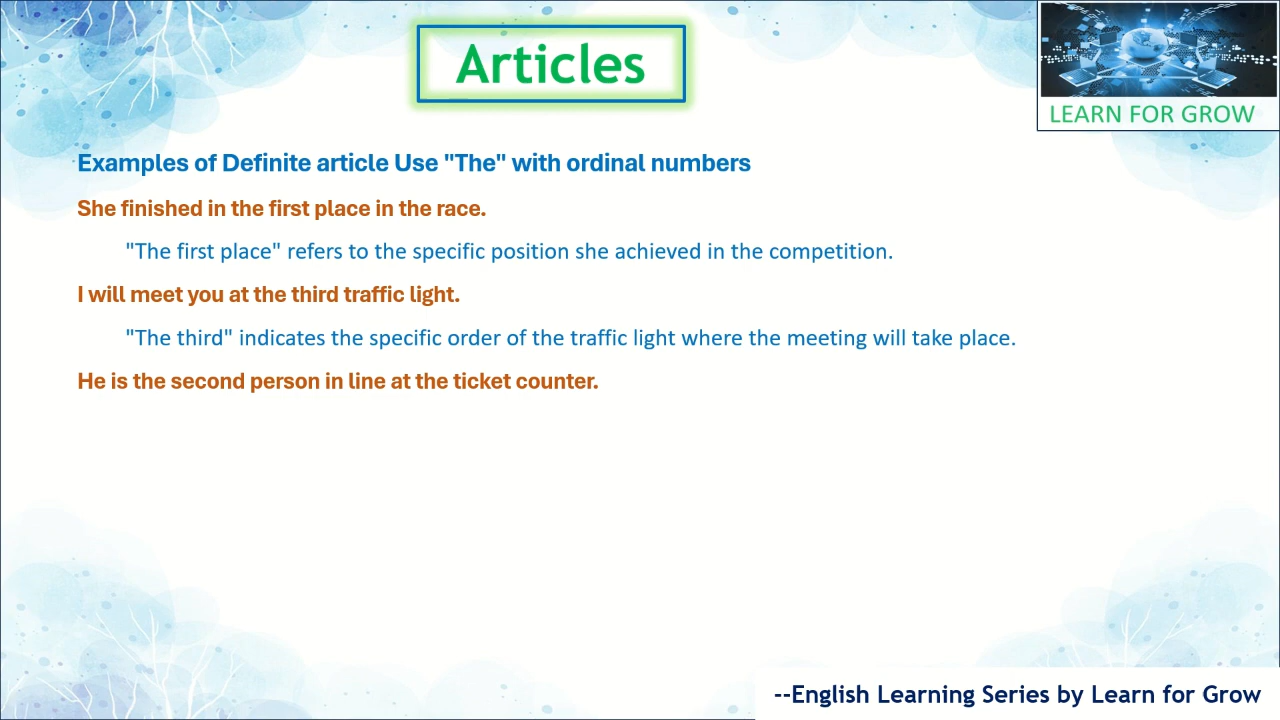 Articles
LEARN FOR GROW
Examples of Definite article Use "The" with ordinal numbers
She finished in the first place in the race.
"The first place" refers to the specific position she achieved in the competition.
I will meet you at the third traffic light.
"The third" indicates the specific order of the traffic light where the meeting will take place.
He is the second person in line at the ticket counter.
--English Learning Series by Learn for Grow